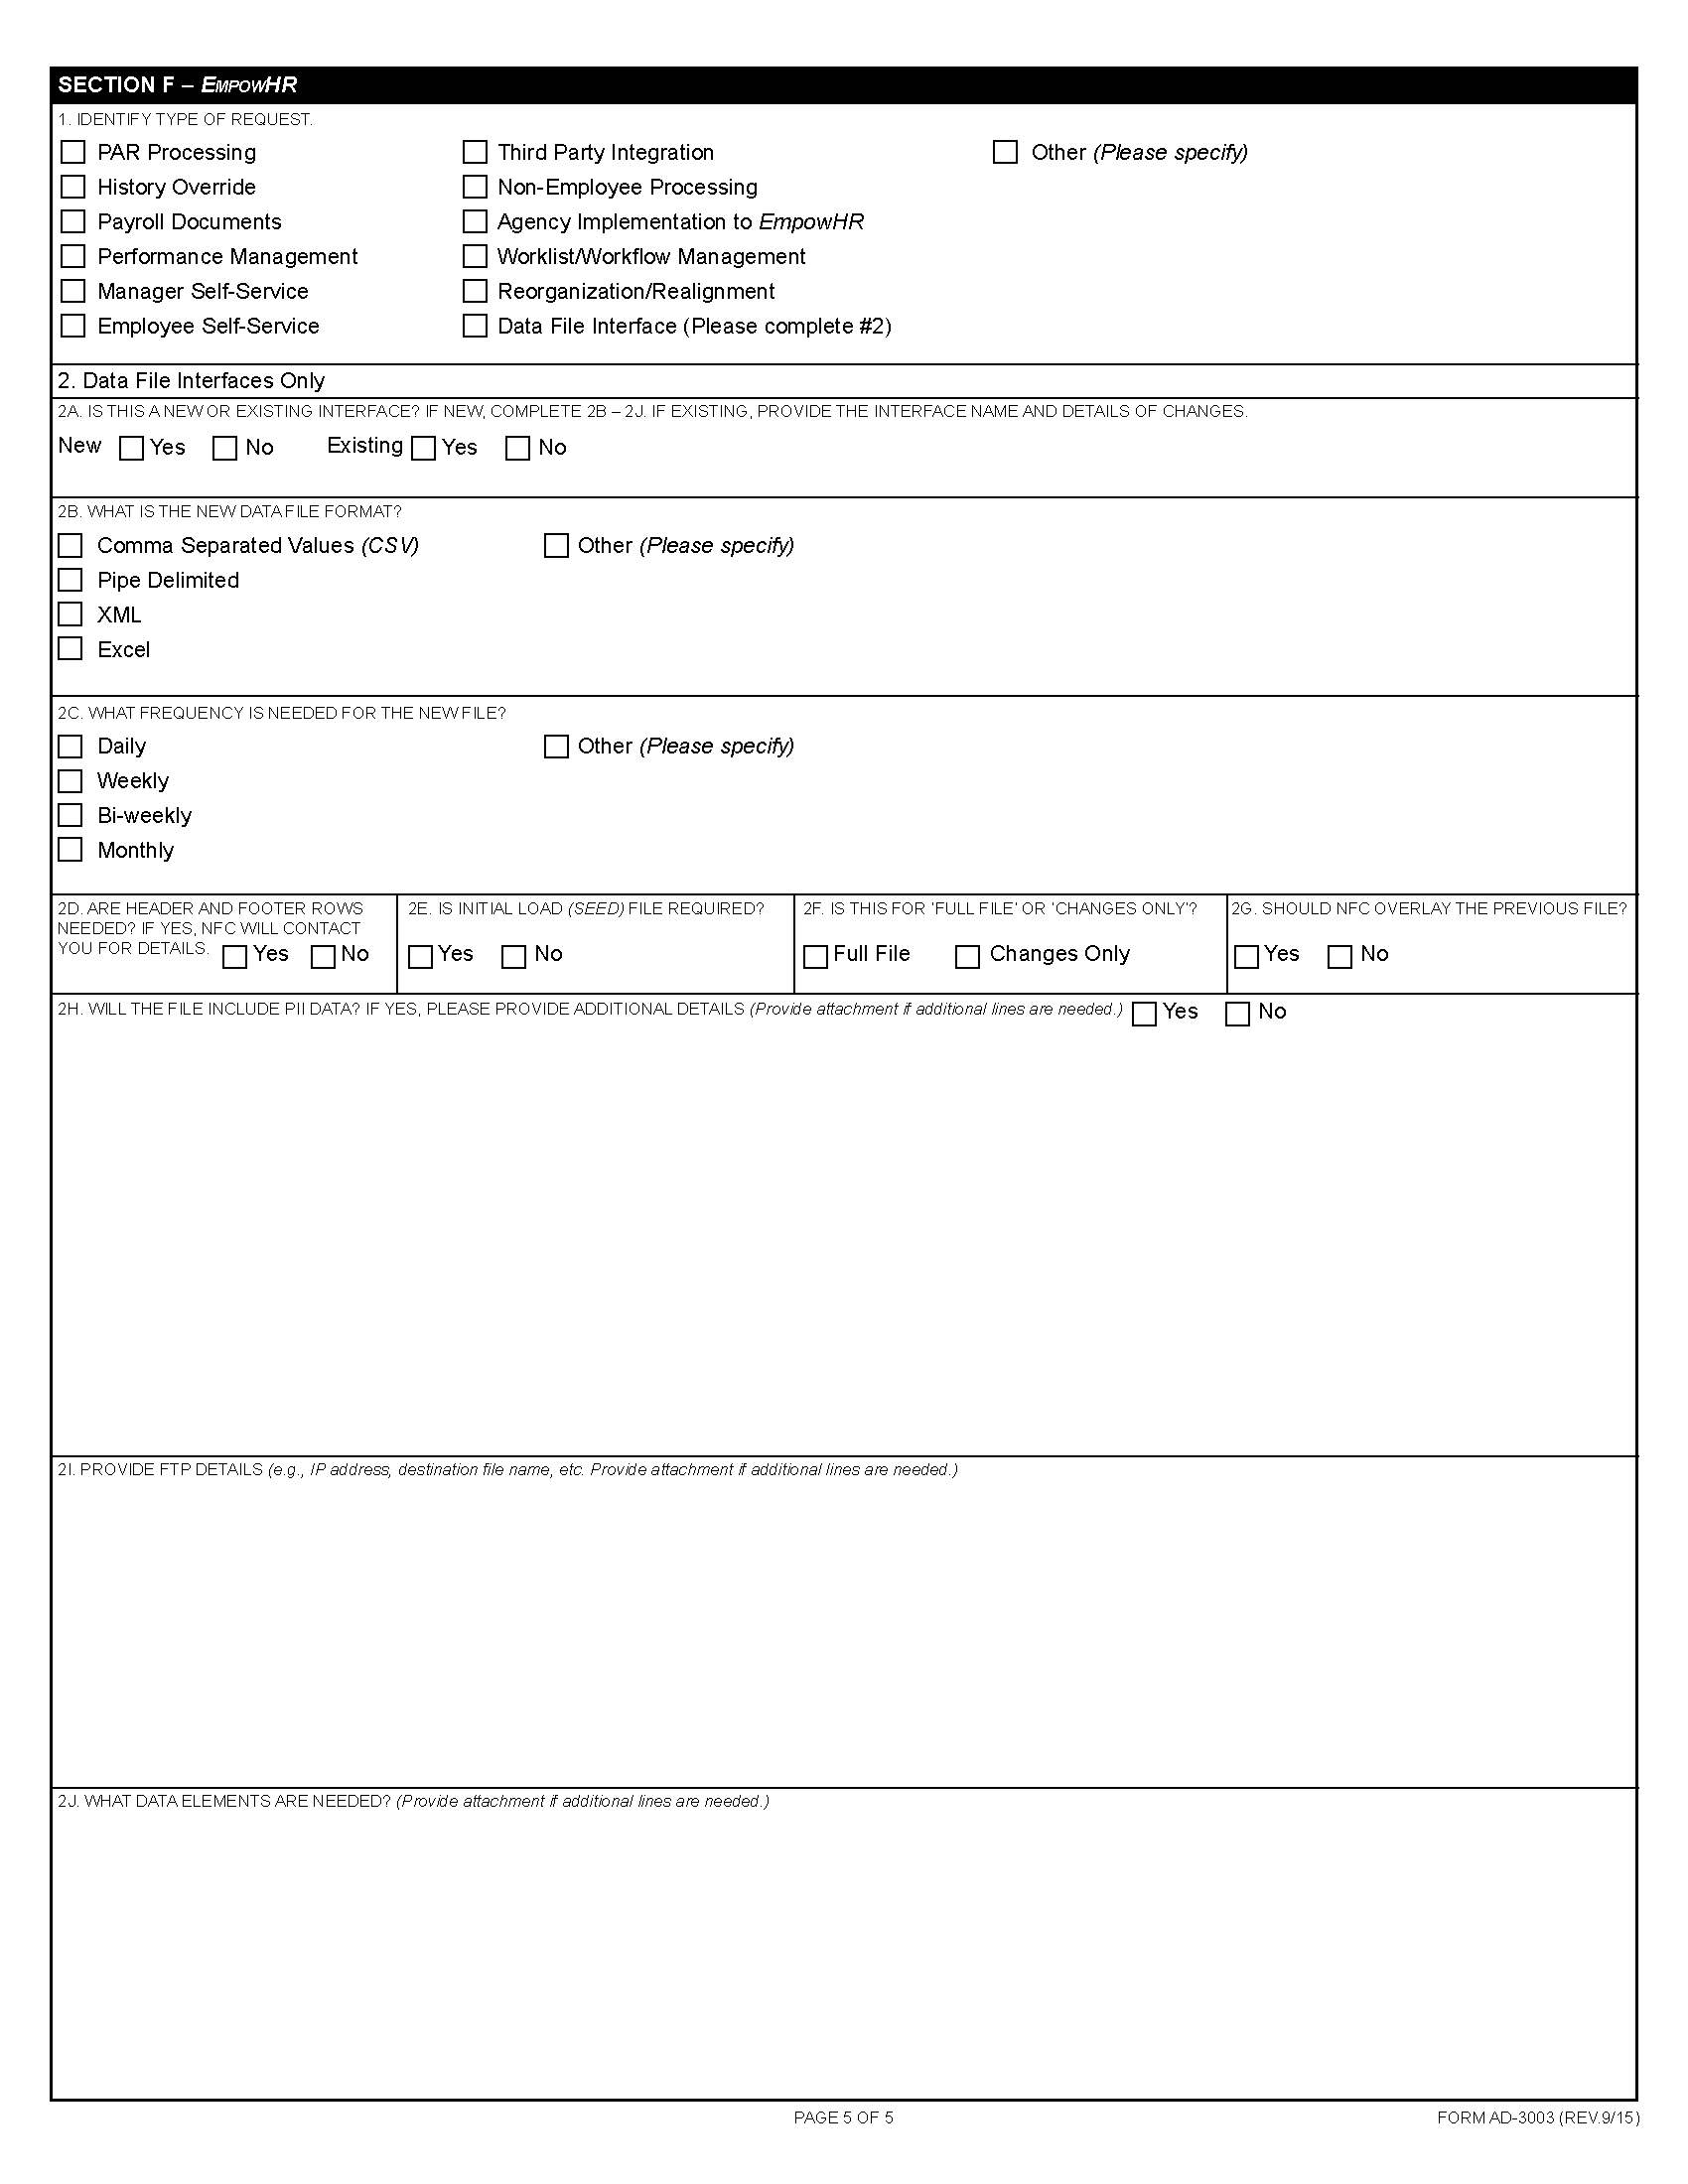 SECTION F – EMPOWHR
1. IDENTIFY TYPE OF REQUEST.
PAR Processing Third Party Integration Other (Please specify)
History Override Non-Employee Processing
Payroll Documents Agency Implementation to EmpowHR
Performance Management Worklist/Workflow Management
Manager Self-Service Reorganization/Realignment
Employee Self-Service Data File Interface (Please complete #2)
2. Data File Interfaces Only
2A. IS THIS A NEW OR EXISTING INTERFACE? IF NEW, COMPLETE 2B – 2J. IF EXISTING, PROVIDE THE INTERFACE NAME AND DETAILS OF CHANGES.
New Yes No Existing Yes No
2B. WHAT IS THE NEW DATA FILE FORMAT?
Comma Separated Values (CSV) Other (Please specify)
Pipe Delimited
XML
Excel
2C. WHAT FREQUENCY IS NEEDED FOR THE NEW FILE?
Daily Other (Please specify)
Weekly
Bi-weekly
Monthly
2D. ARE HEADER AND FOOTER ROWS
NEEDED? IF YES, NFC WILL CONTACT
YOU FOR DETAILS. Yes No
2E. IS INITIAL LOAD (SEED) FILE REQUIRED?
Yes No
2F. IS THIS FOR 'FULL FILE' OR 'CHANGES ONLY'?
Full File Changes Only
2G. SHOULD NFC OVERLAY THE PREVIOUS FILE?
Yes No
2H. WILL THE FILE INCLUDE PII DATA? IF YES, PLEASE PROVIDE ADDITIONAL DETAILS (Provide attachment if additional lines are needed.) Yes No
2I. PROVIDE FTP DETAILS (e.g., IP address, destination file name, etc. Provide attachment if additional lines are needed.)
2J. WHAT DATA ELEMENTS ARE NEEDED? (Provide attachment if additional lines are needed.)
PAGE 5 OF 5 FORM AD-3003 (REV.9/15)